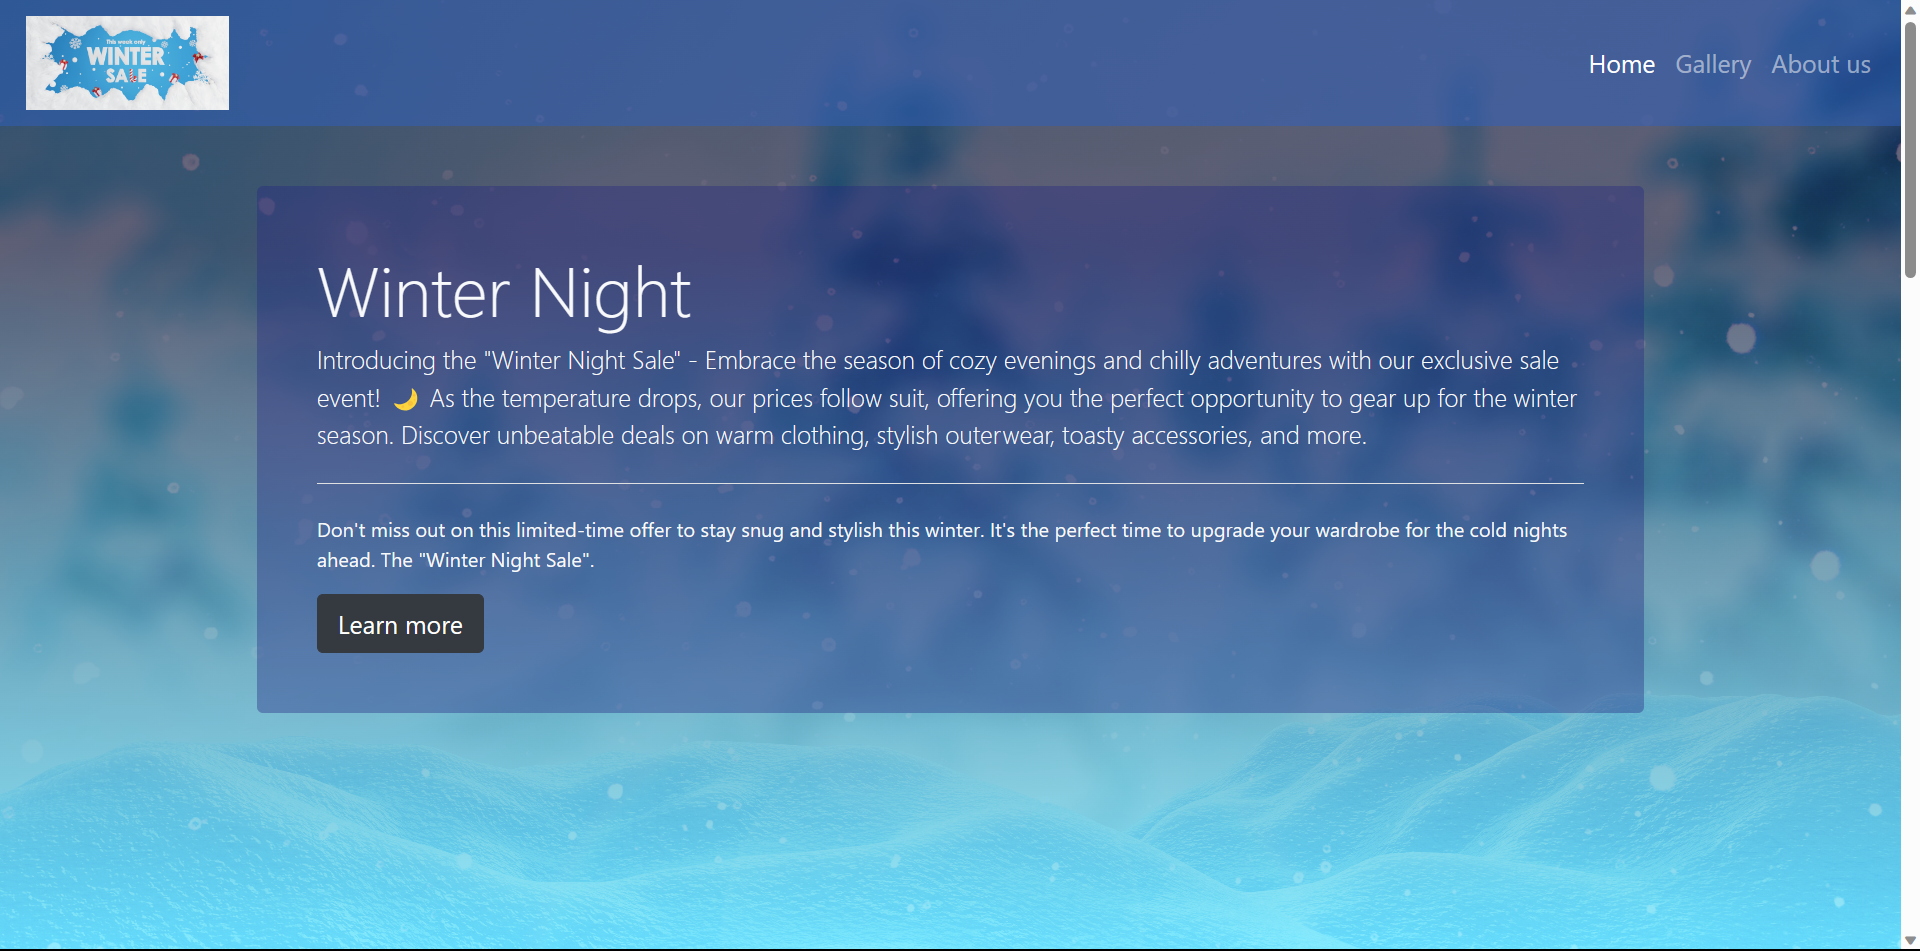 This week only
WINTER
SALE
Home Gallery About us
Winter Night
Introducing the "Winter Night Sale" - Embrace the season of cozy evenings and chilly adventures with our exclusive sale
event! 🌙 As the temperature drops, our prices follow suit, offering you the perfect opportunity to gear up for the winter
season. Discover unbeatable deals on warm clothing, stylish outerwear, toasty accessories, and more.
Don't miss out on this limited-time offer to stay snug and stylish this winter. It's the perfect time to upgrade your wardrobe for the cold nights
ahead. The "Winter Night Sale".
Learn more